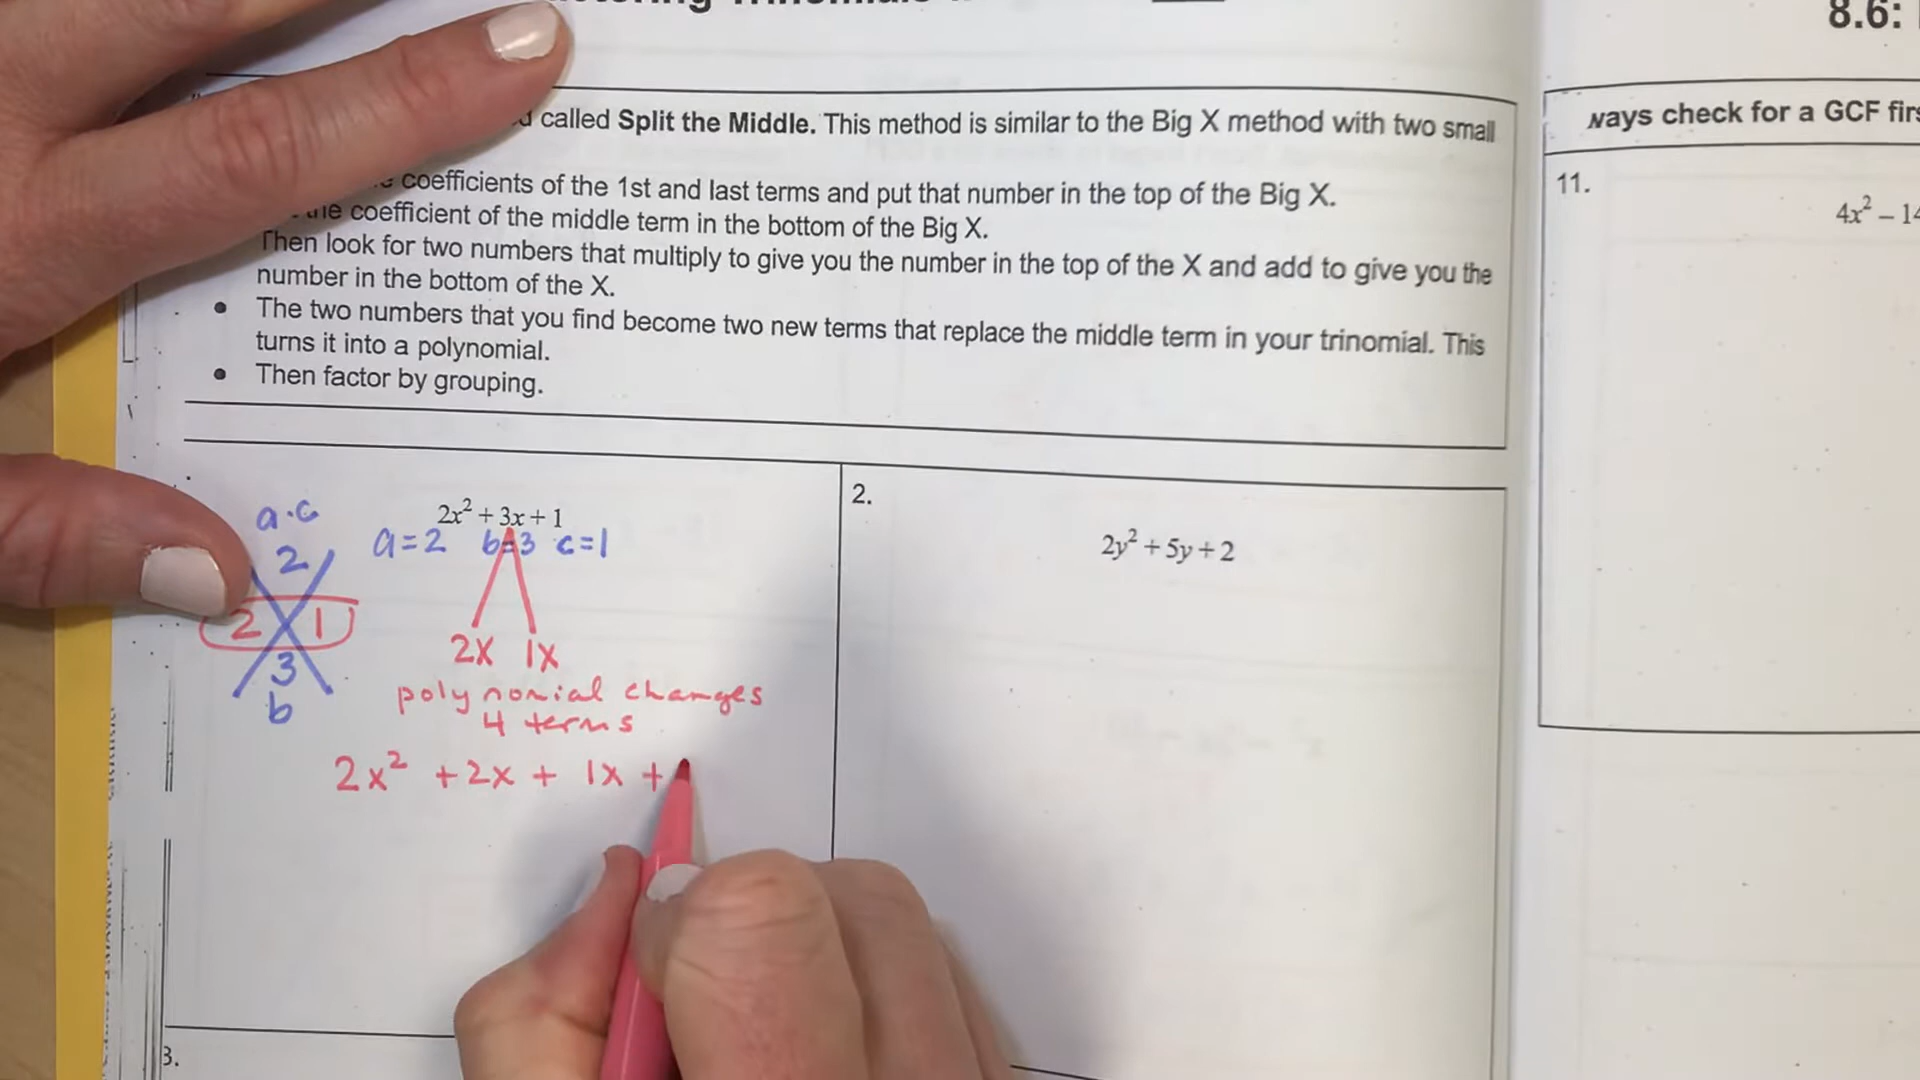 8.6:
called Split the Middle. This method is similar to the Big X method with two small
coefficients of the 1st and last terms and put that number in the top of the Big X.
the coefficient of the middle term in the bottom of the Big X.
Then look for two numbers that multiply to give you the number in the top of the X and add to give you the
number in the bottom of the X.
• The two numbers that you find become two new terms that replace the middle term in your trinomial. This
turns it into a polynomial.
• Then factor by grouping.
ways check for a GCF
11.
4x² – 14
a·c
2
2 1
3
b
2x² + 3x + 1
a=2 b=3 c=1
2x 1x
polynomial changes
4 terms
2x² + 2x + 1x +
2.
2y² + 5y + 2
3.